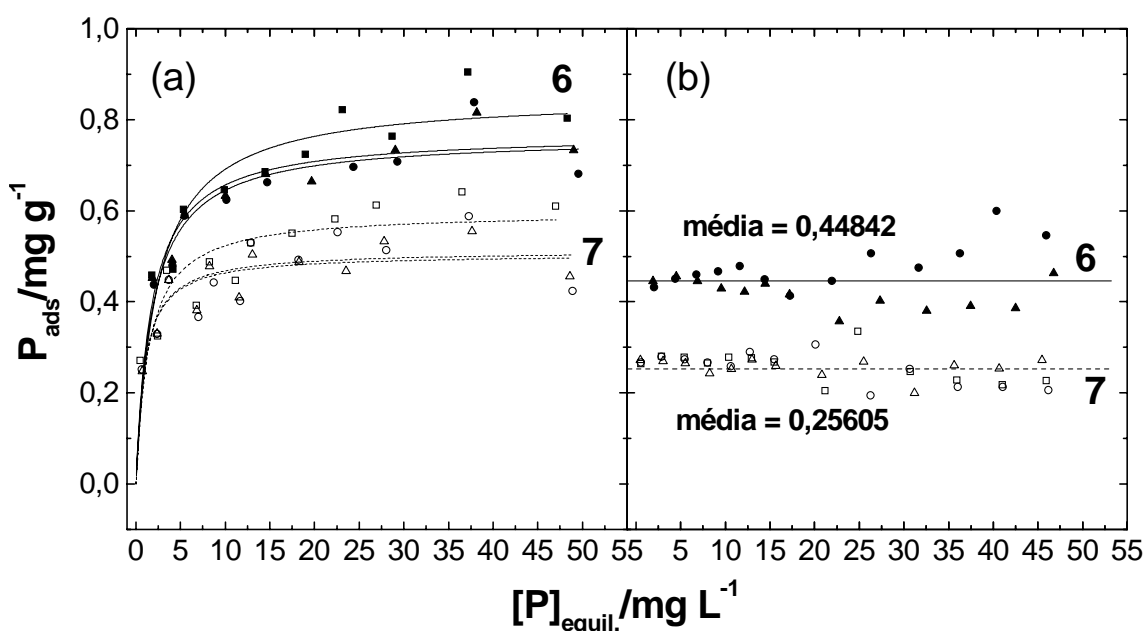 (a)
6
7
(b)
média = 0,44842
6
7
média = 0,25605
1,0
0,8
0,6
0,4
0,2
0,0
P_ads/mg g^-1
0 5 10 15 20 25 30 35 40 45 50 55 5 10 15 20 25 30 35 40 45 50 55
[P]_equil./mg L^-1